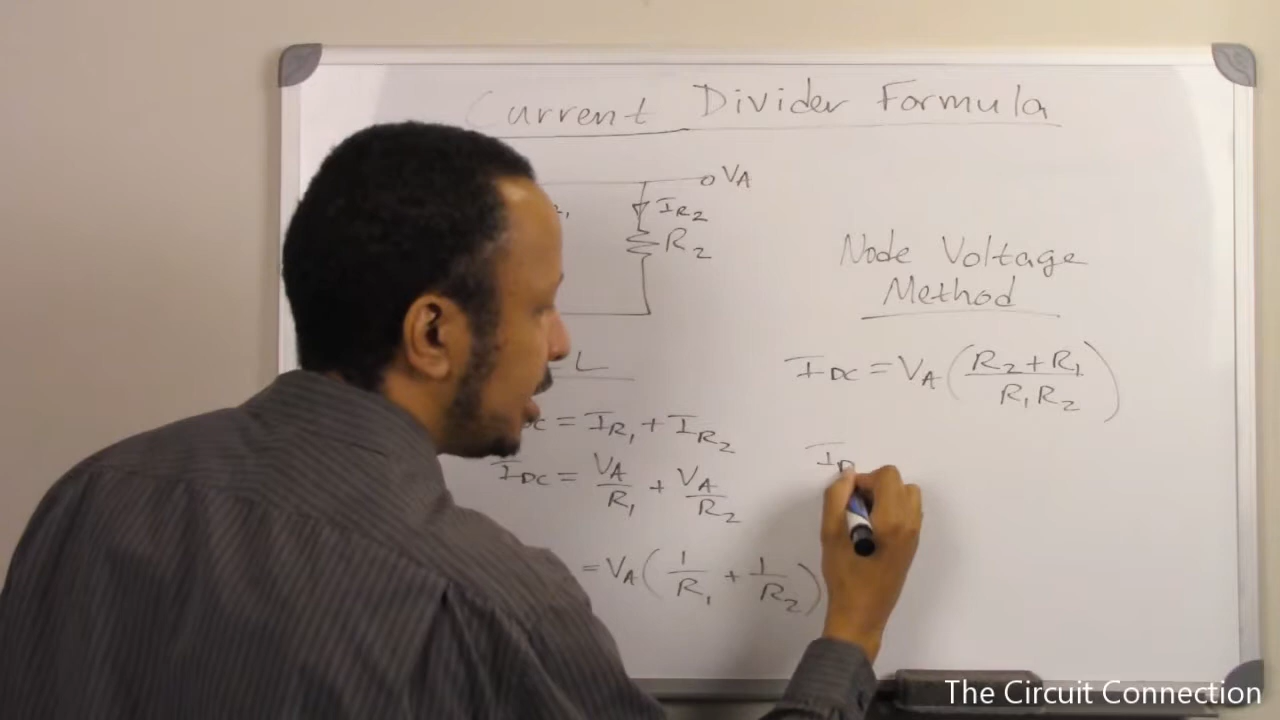 Current Divider Formula
VA
IR2
R2
Node Voltage
Method
L
IDC = VA ( (R2 + R1) / (R1R2) )
= IR1 + IR2
IDC = VA/R1 + VA/R2
ID
= VA ( 1/R1 + 1/R2 )
The Circuit Connection